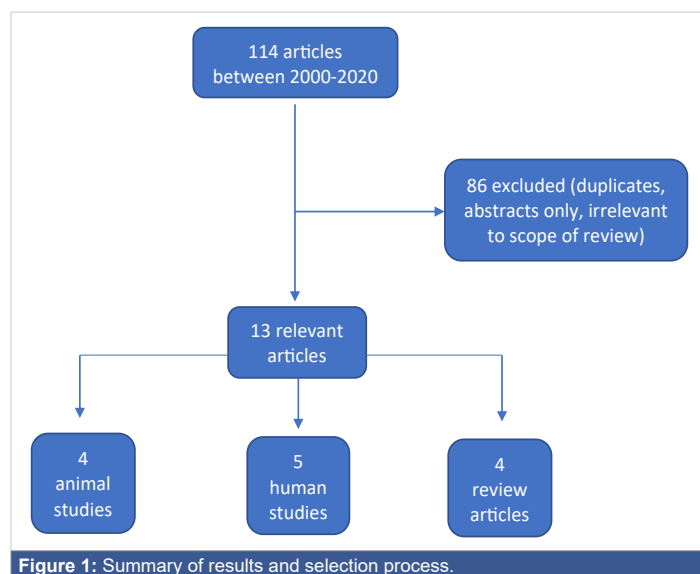 114 articles
between 2000-2020
86 excluded (duplicates,
abstracts only, irrelevant
to scope of review)
13 relevant
articles
4
animal
studies
5
human
studies
4
review
articles
Figure 1: Summary of results and selection process.